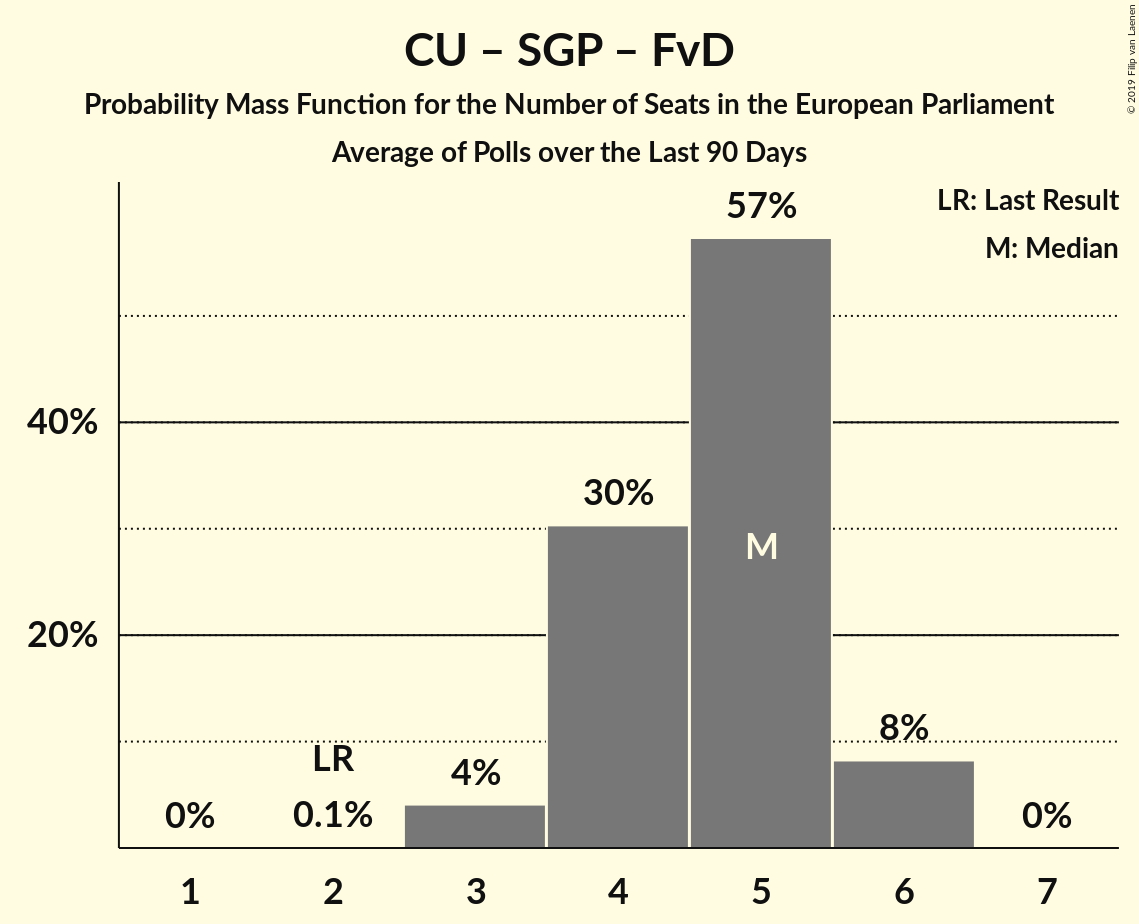 CU – SGP – FvD
Probability Mass Function for the Number of Seats in the European Parliament
Average of Polls over the Last 90 Days
© 2019 Filip van Laenen
LR: Last Result
M: Median
57%
40%
30%
M
20%
8%
LR
4%
0%
0.1%
0%
1
2
3
4
5
6
7